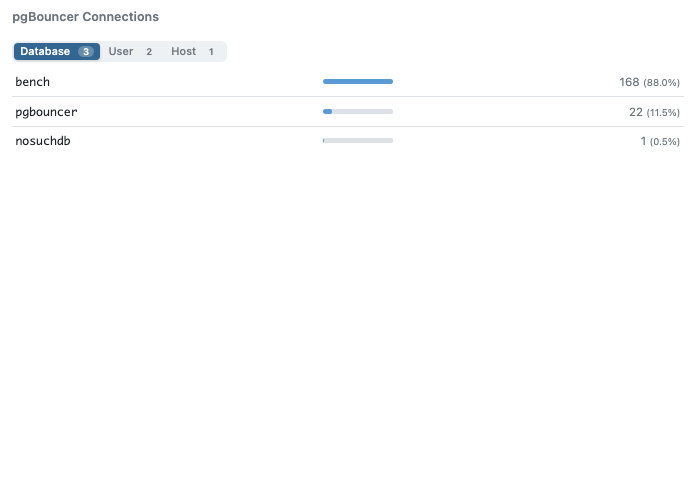 pgBouncer Connections
Database 3 User 2 Host 1
bench 168 (88.0%)
pgbouncer 22 (11.5%)
nosuchdb 1 (0.5%)